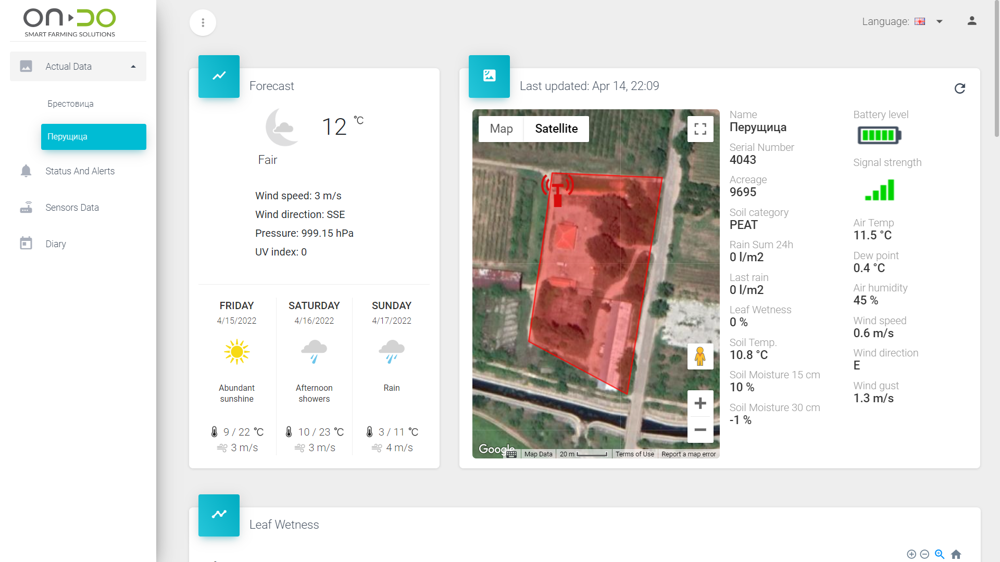 ON DO
SMART FARMING SOLUTIONS
Actual Data
Брестовица
Перущица
Status And Alerts
Sensors Data
Diary
Language:
Forecast
12 °C
Fair
Wind speed: 3 m/s
Wind direction: SSE
Pressure: 999.15 hPa
UV index: 0
FRIDAY
4/15/2022
Abundant
sunshine
9 / 22 °C
3 m/s
SATURDAY
4/16/2022
Afternoon
showers
10 / 23 °C
3 m/s
SUNDAY
4/17/2022
Rain
3 / 11 °C
4 m/s
Last updated: Apr 14, 22:09
Map
Satellite
Google
Map Data
20 m
Terms of Use
Report a map error
Name
Перущица
Serial Number
4043
Acreage
9695
Soil category
PEAT
Rain Sum 24h
0 l/m2
Last rain
0 l/m2
Leaf Wetness
0 %
Soil Temp.
10.8 °C
Soil Moisture 15 cm
10 %
Soil Moisture 30 cm
-1 %
Battery level
Signal strength
Air Temp
11.5 °C
Dew point
0.4 °C
Air humidity
45 %
Wind speed
0.6 m/s
Wind direction
E
Wind gust
1.3 m/s
Leaf Wetness